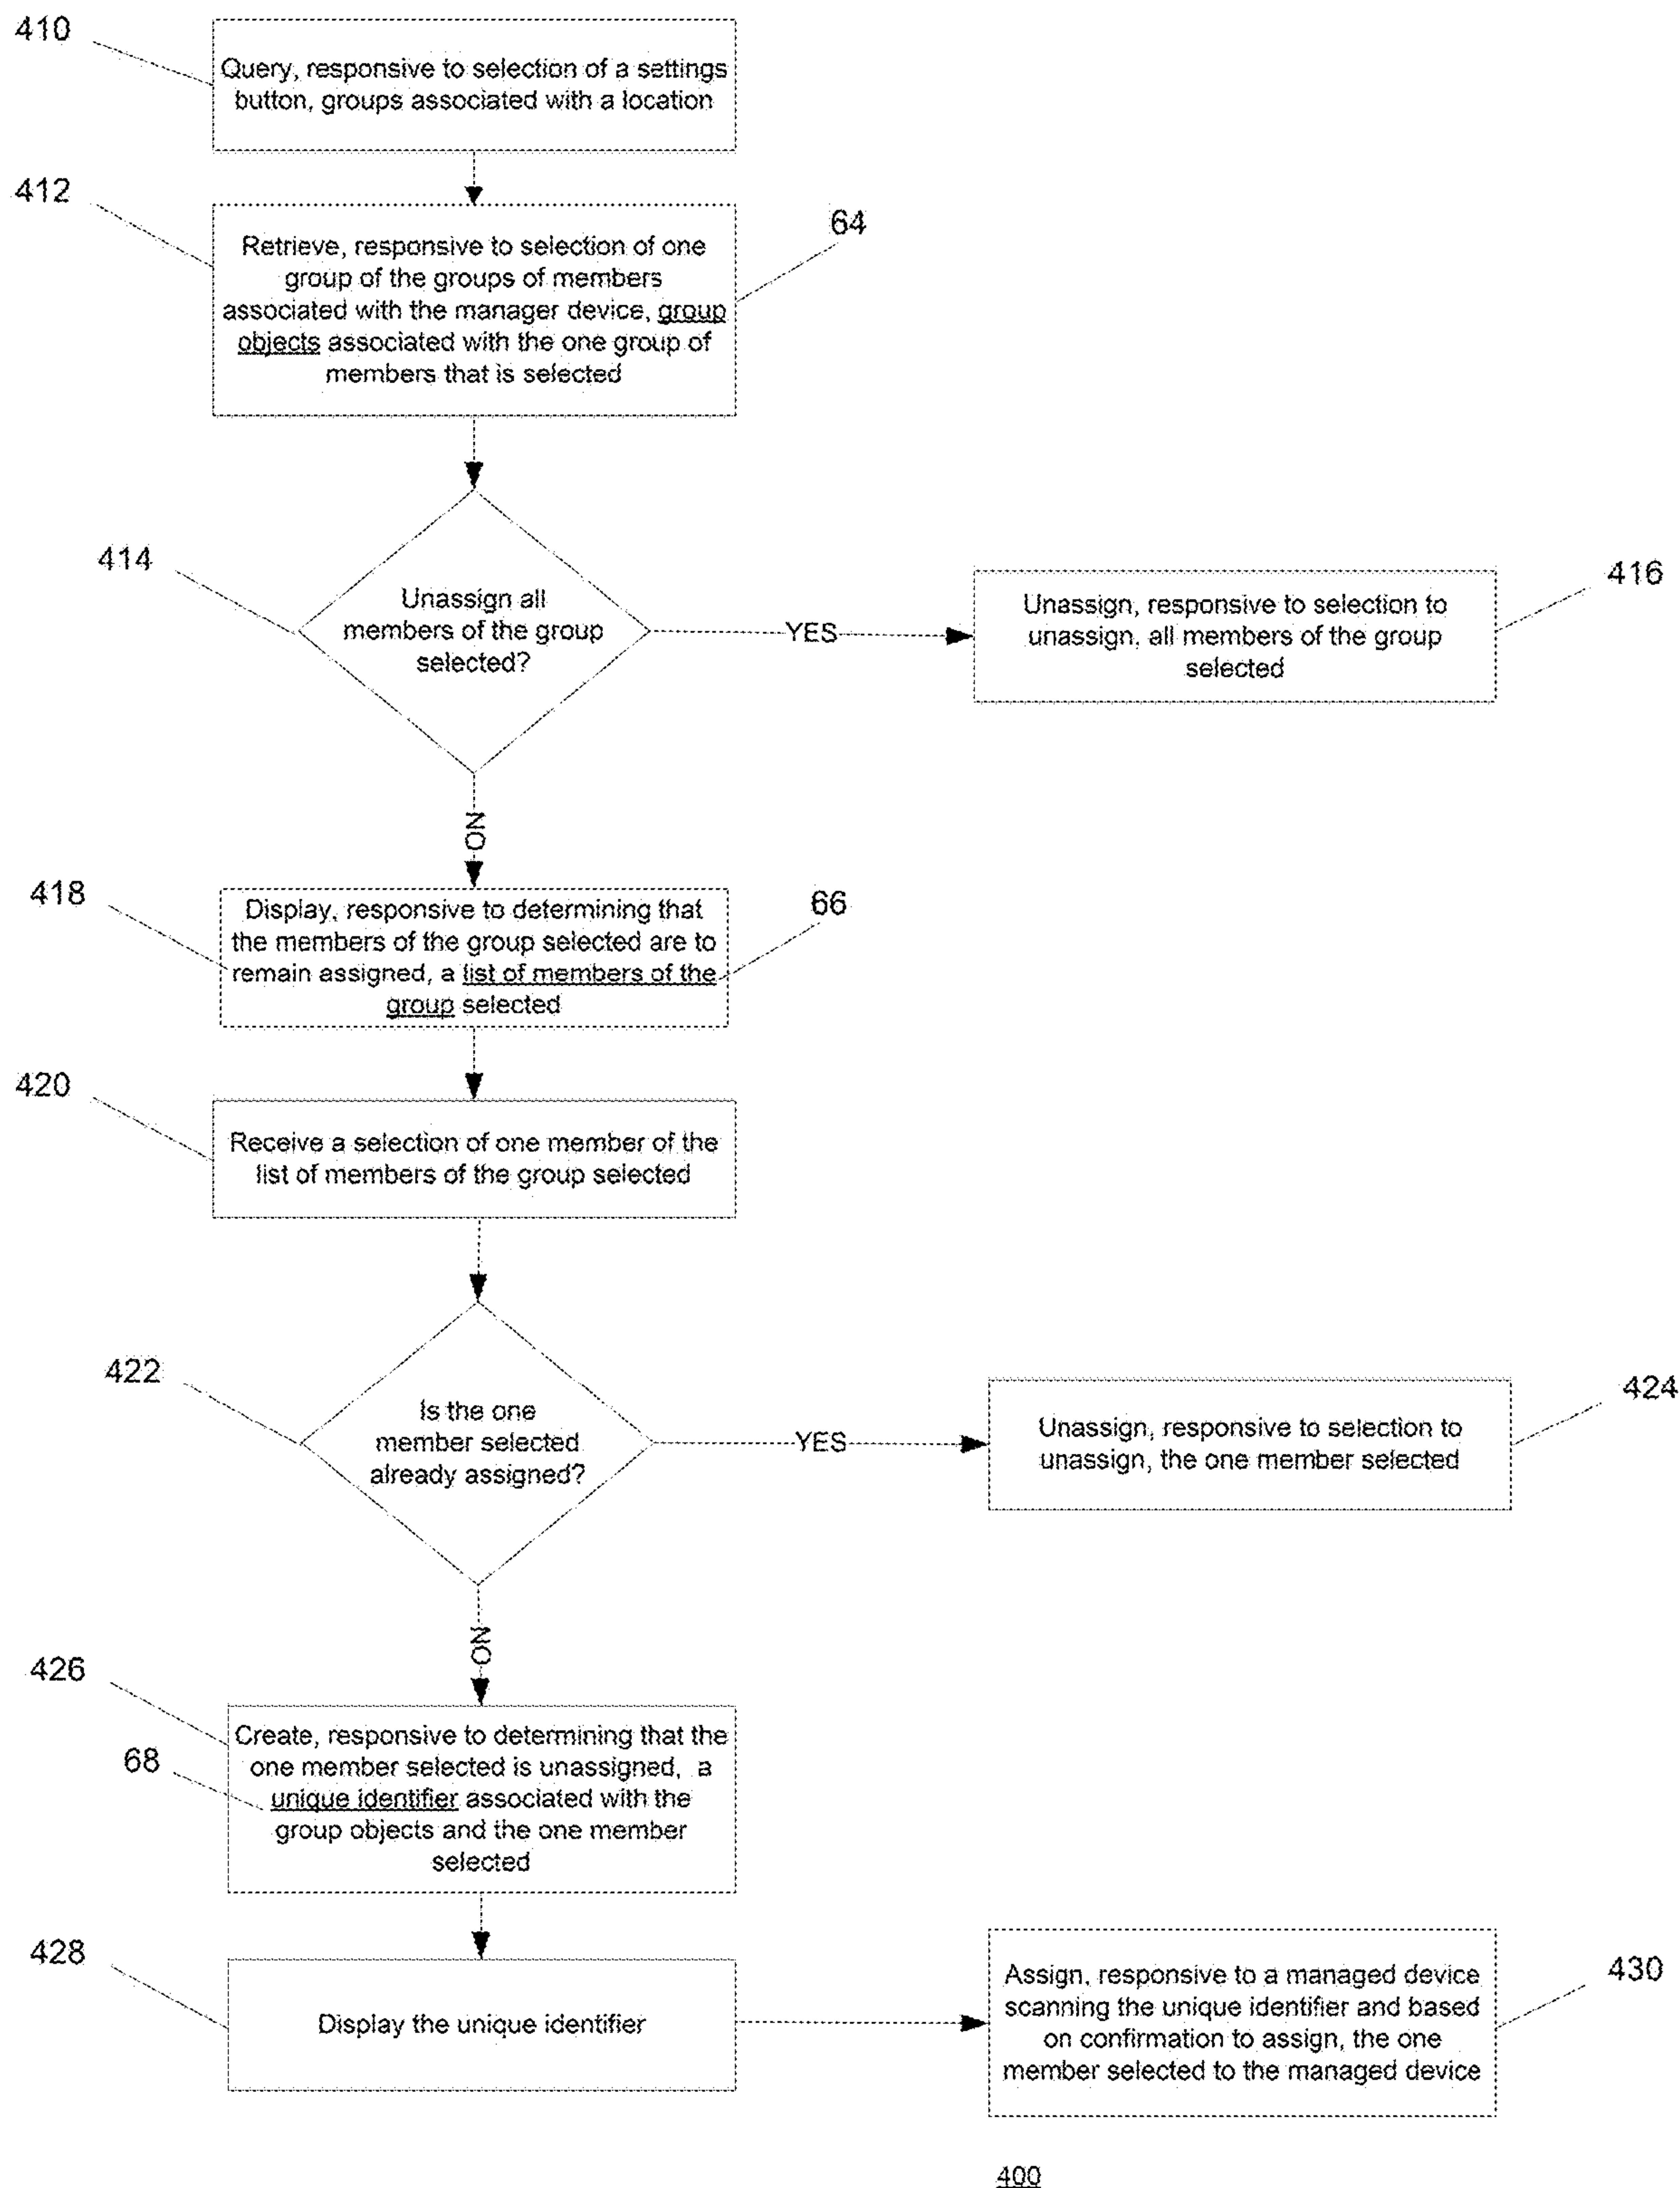 410
Query, responsive to selection of a settings
button, groups associated with a location
412
64
Retrieve, responsive to selection of one
group of the groups of members
associated with the manager device, group
objects associated with the one group of
members that is selected
414
Unassign all
members of the group
selected?
YES
416
Unassign, responsive to selection to
unassign, all members of the group
selected
NO
418
66
Display, responsive to determining that
the members of the group selected are to
remain assigned, a list of members of the
group selected
420
Receive a selection of one member of the
list of members of the group selected
422
Is the one
member selected
already assigned?
YES
424
Unassign, responsive to selection to
unassign, the one member selected
NO
426
68
Create, responsive to determining that the
one member selected is unassigned, a
unique identifier associated with the
group objects and the one member
selected
428
Display the unique identifier
430
Assign, responsive to a managed device
scanning the unique identifier and based
on confirmation to assign, the one
member selected to the managed device
400